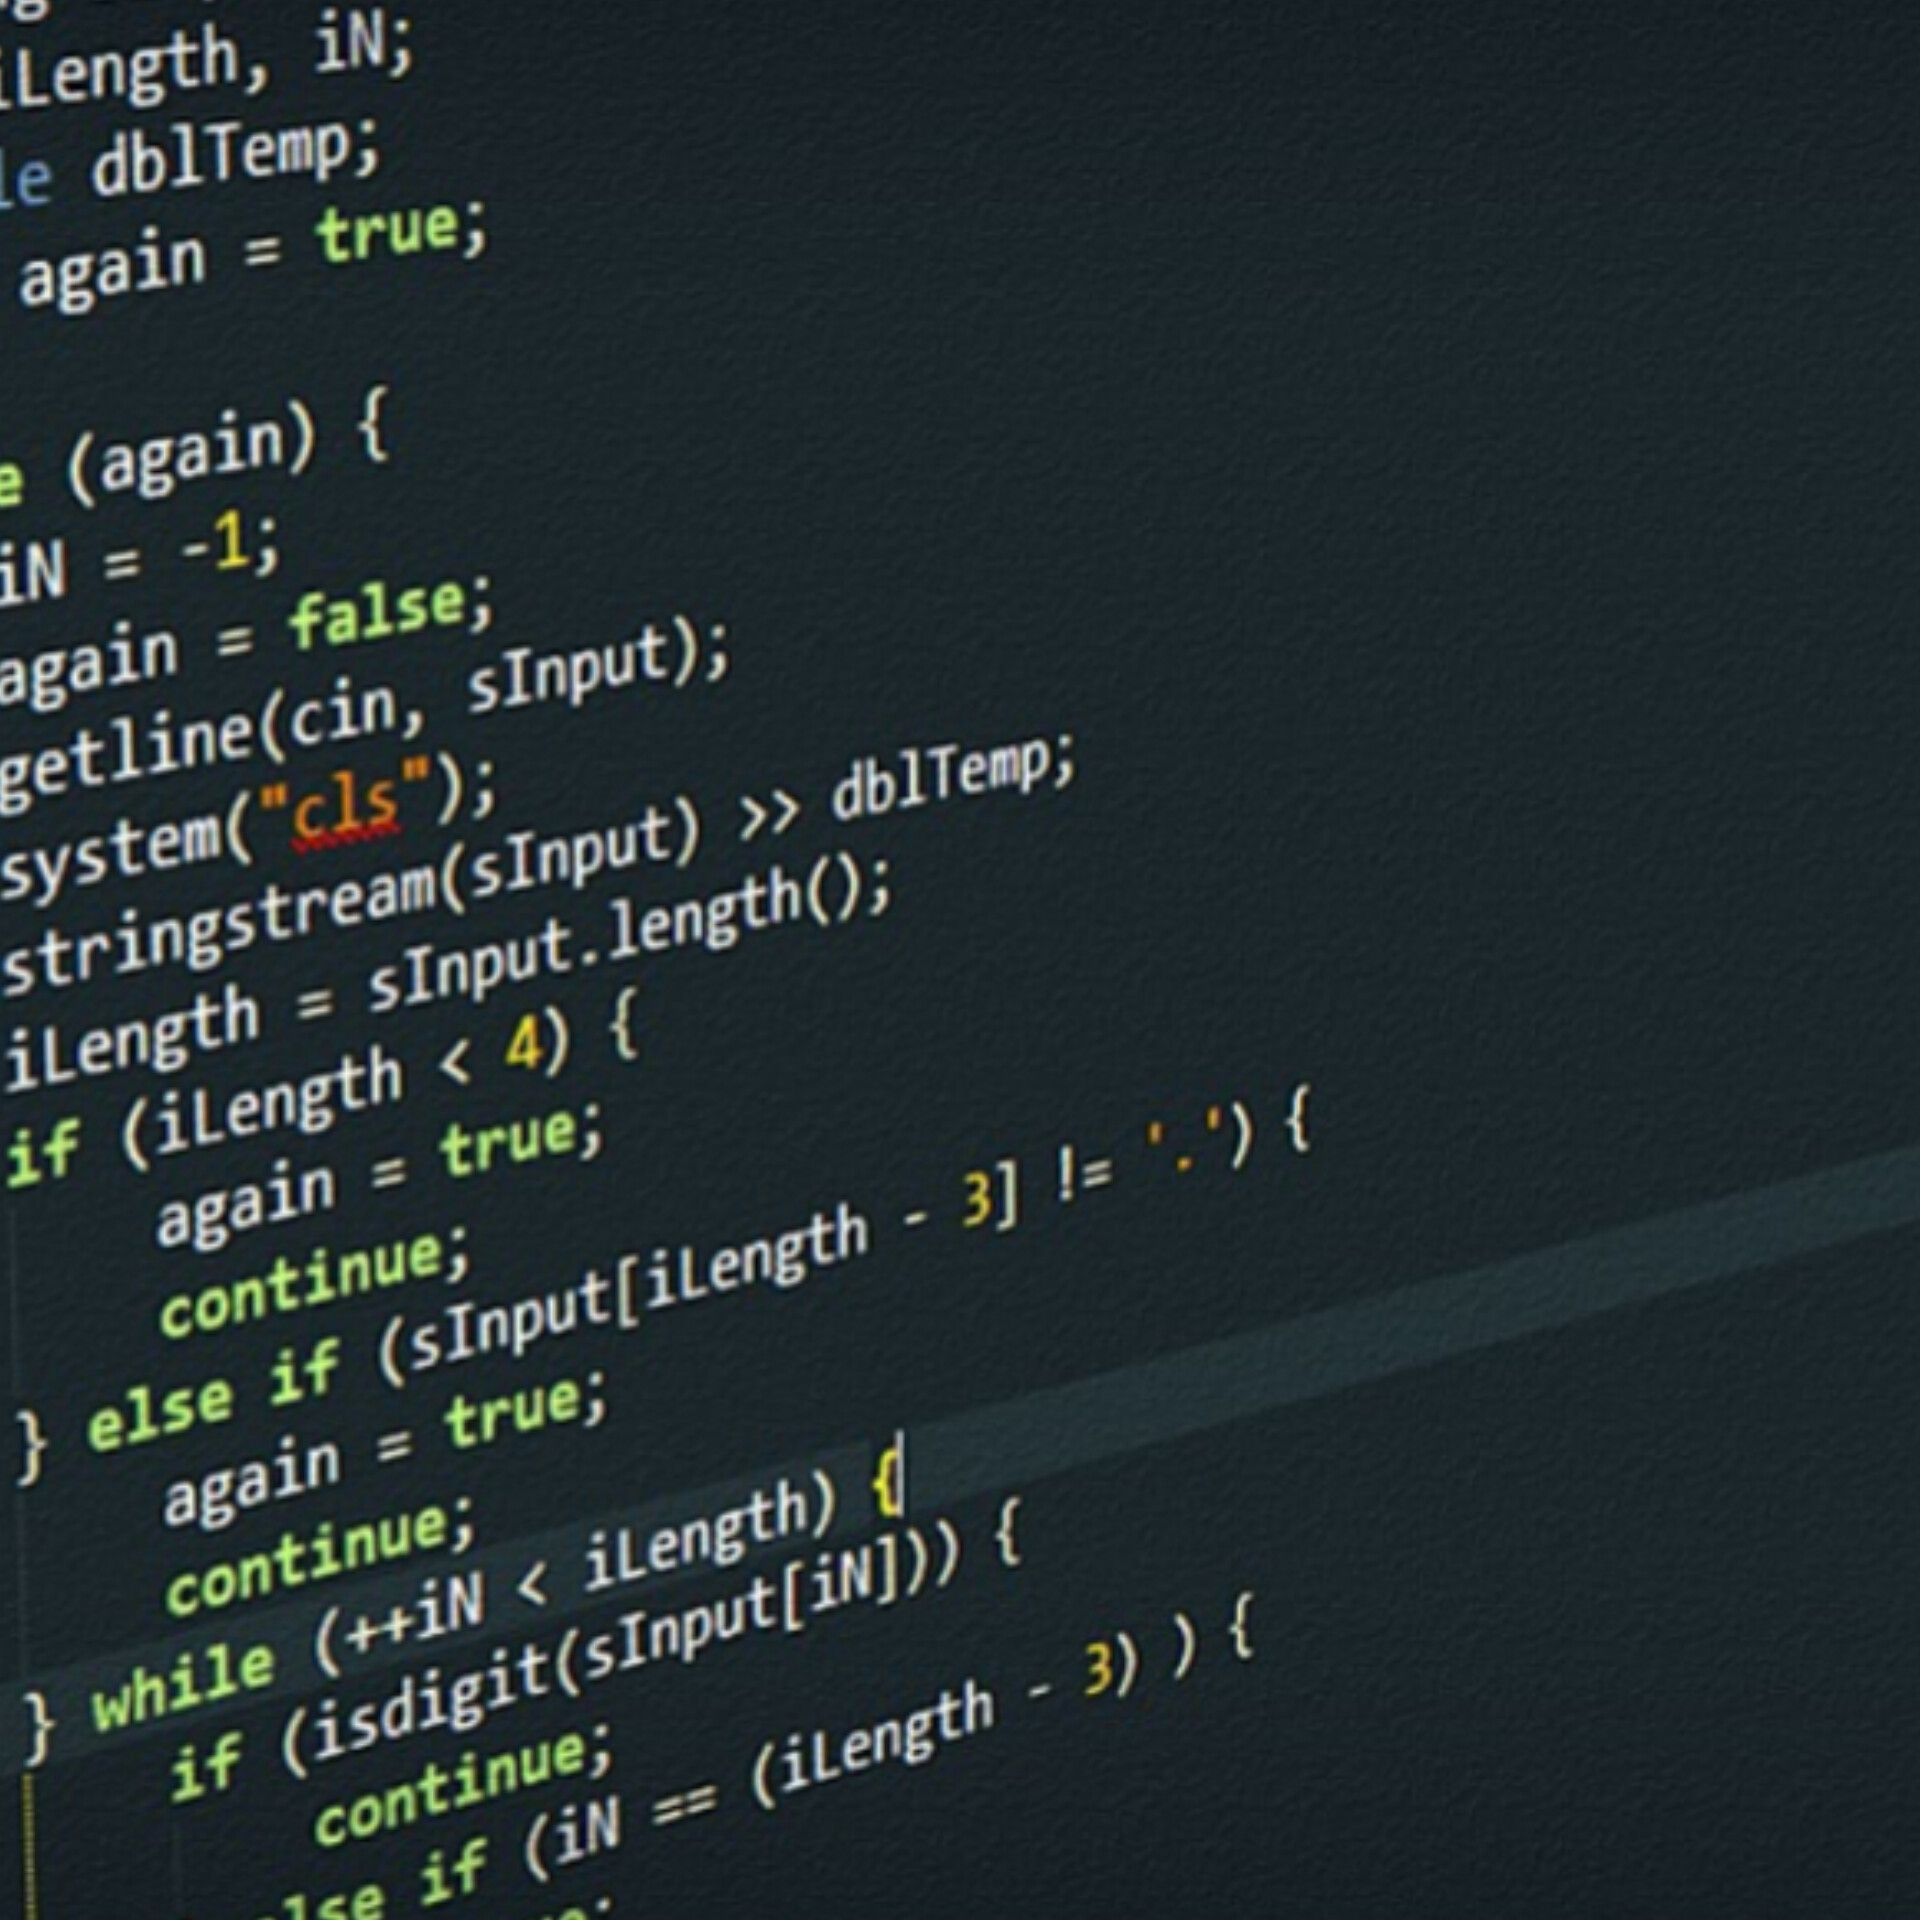 iLength, iN;
le dblTemp;
again = true;
e (again) {
iN = -1;
again = false;
getline(cin, sInput);
system("cls");
stringstream(sInput) >> dblTemp;
iLength = sInput.length();
if (iLength < 4) {
again = true;
continue;
} else if (sInput[iLength - 3] != '.') {
again = true;
continue;
} while (++iN < iLength) {
if (isdigit(sInput[iN])) {
continue;
lse if (iN == (iLength - 3) ) {